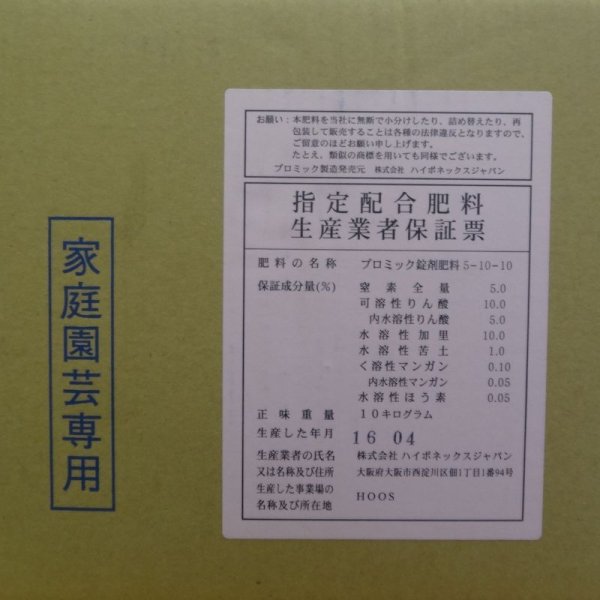 家庭園芸専用
お願い：本肥料を当社に無断で小分けしたり、詰め替えたり、再
包装して販売することは各種の法律違反となりますので、
ご留意のほどお願い申し上げます。
たとえ、類似の商標を用いても同様でございます。
プロミック製造発売元 株式会社 ハイポネックスジャパン
指定配合肥料
生産業者保証票
肥料の名称 プロミック錠剤肥料 5-10-10
保証成分量(%) 窒素全量 5.0
可溶性りん酸 10.0
内水溶性りん酸 5.0
水溶性加里 10.0
水溶性苦土 1.0
く溶性マンガン 0.10
内水溶性マンガン 0.05
水溶性ほう素 0.05
正味重量 10キログラム
生産した年月 16 04
生産業者の氏名 株式会社 ハイポネックスジャパン
又は名称及び住所 大阪府大阪市西淀川区佃1丁目1番94号
生産した事業場の
名称及び所在地 HOOS